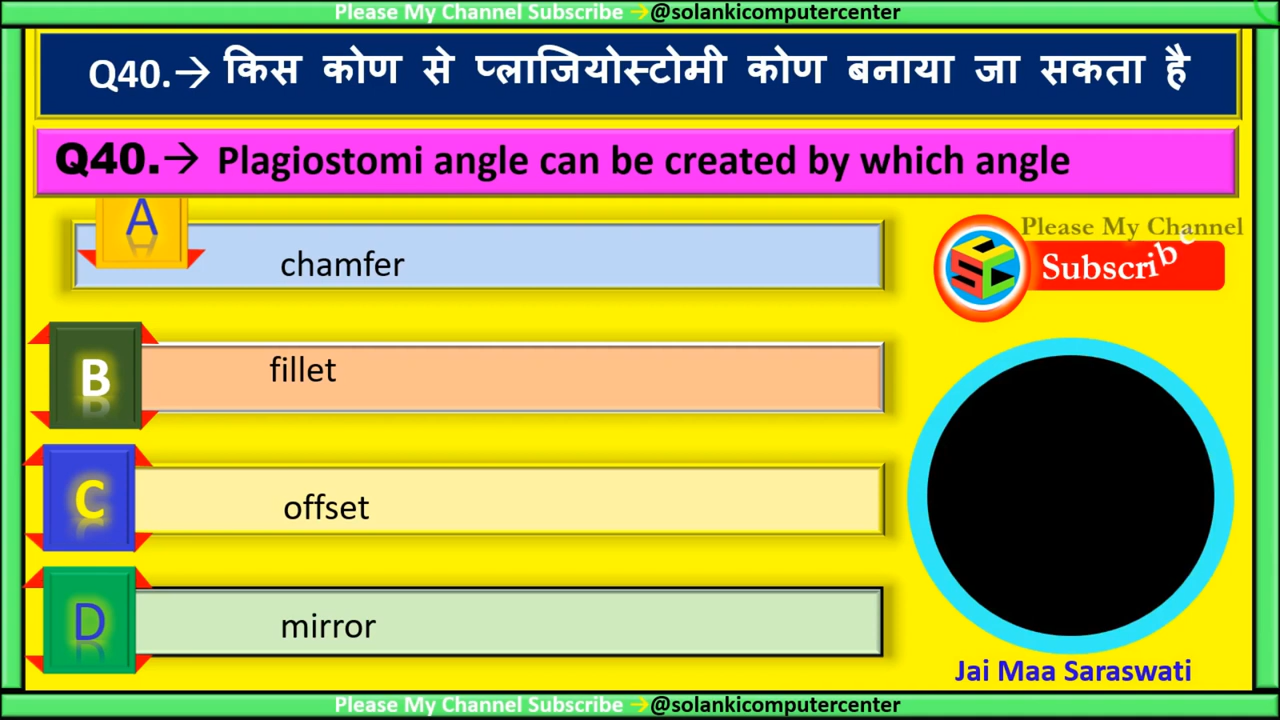 Please My Channel Subscribe →@solankicomputercenter
Q40.→ किस कोण से प्लाजियोस्टोमी कोण बनाया जा सकता है
Q40.→ Plagiostomi angle can be created by which angle
A
chamfer
Please My Channel
Subscribe
B
fillet
C
offset
D
mirror
Jai Maa Saraswati
Please My Channel Subscribe →@solankicomputercenter